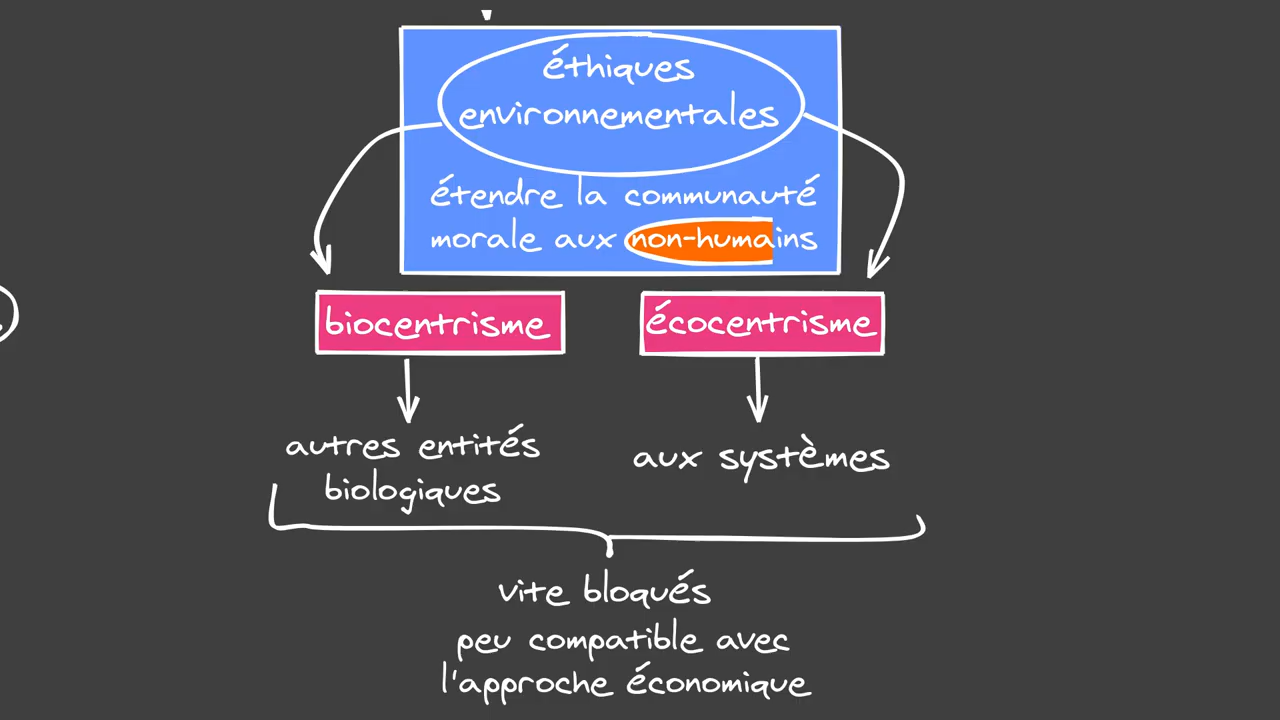 éthiques
environnementales
étendre la communauté
morale aux non-humains
biocentrisme
écocentrisme
autres entités
biologiques
aux systèmes
vite bloqués
peu compatible avec
l'approche économique